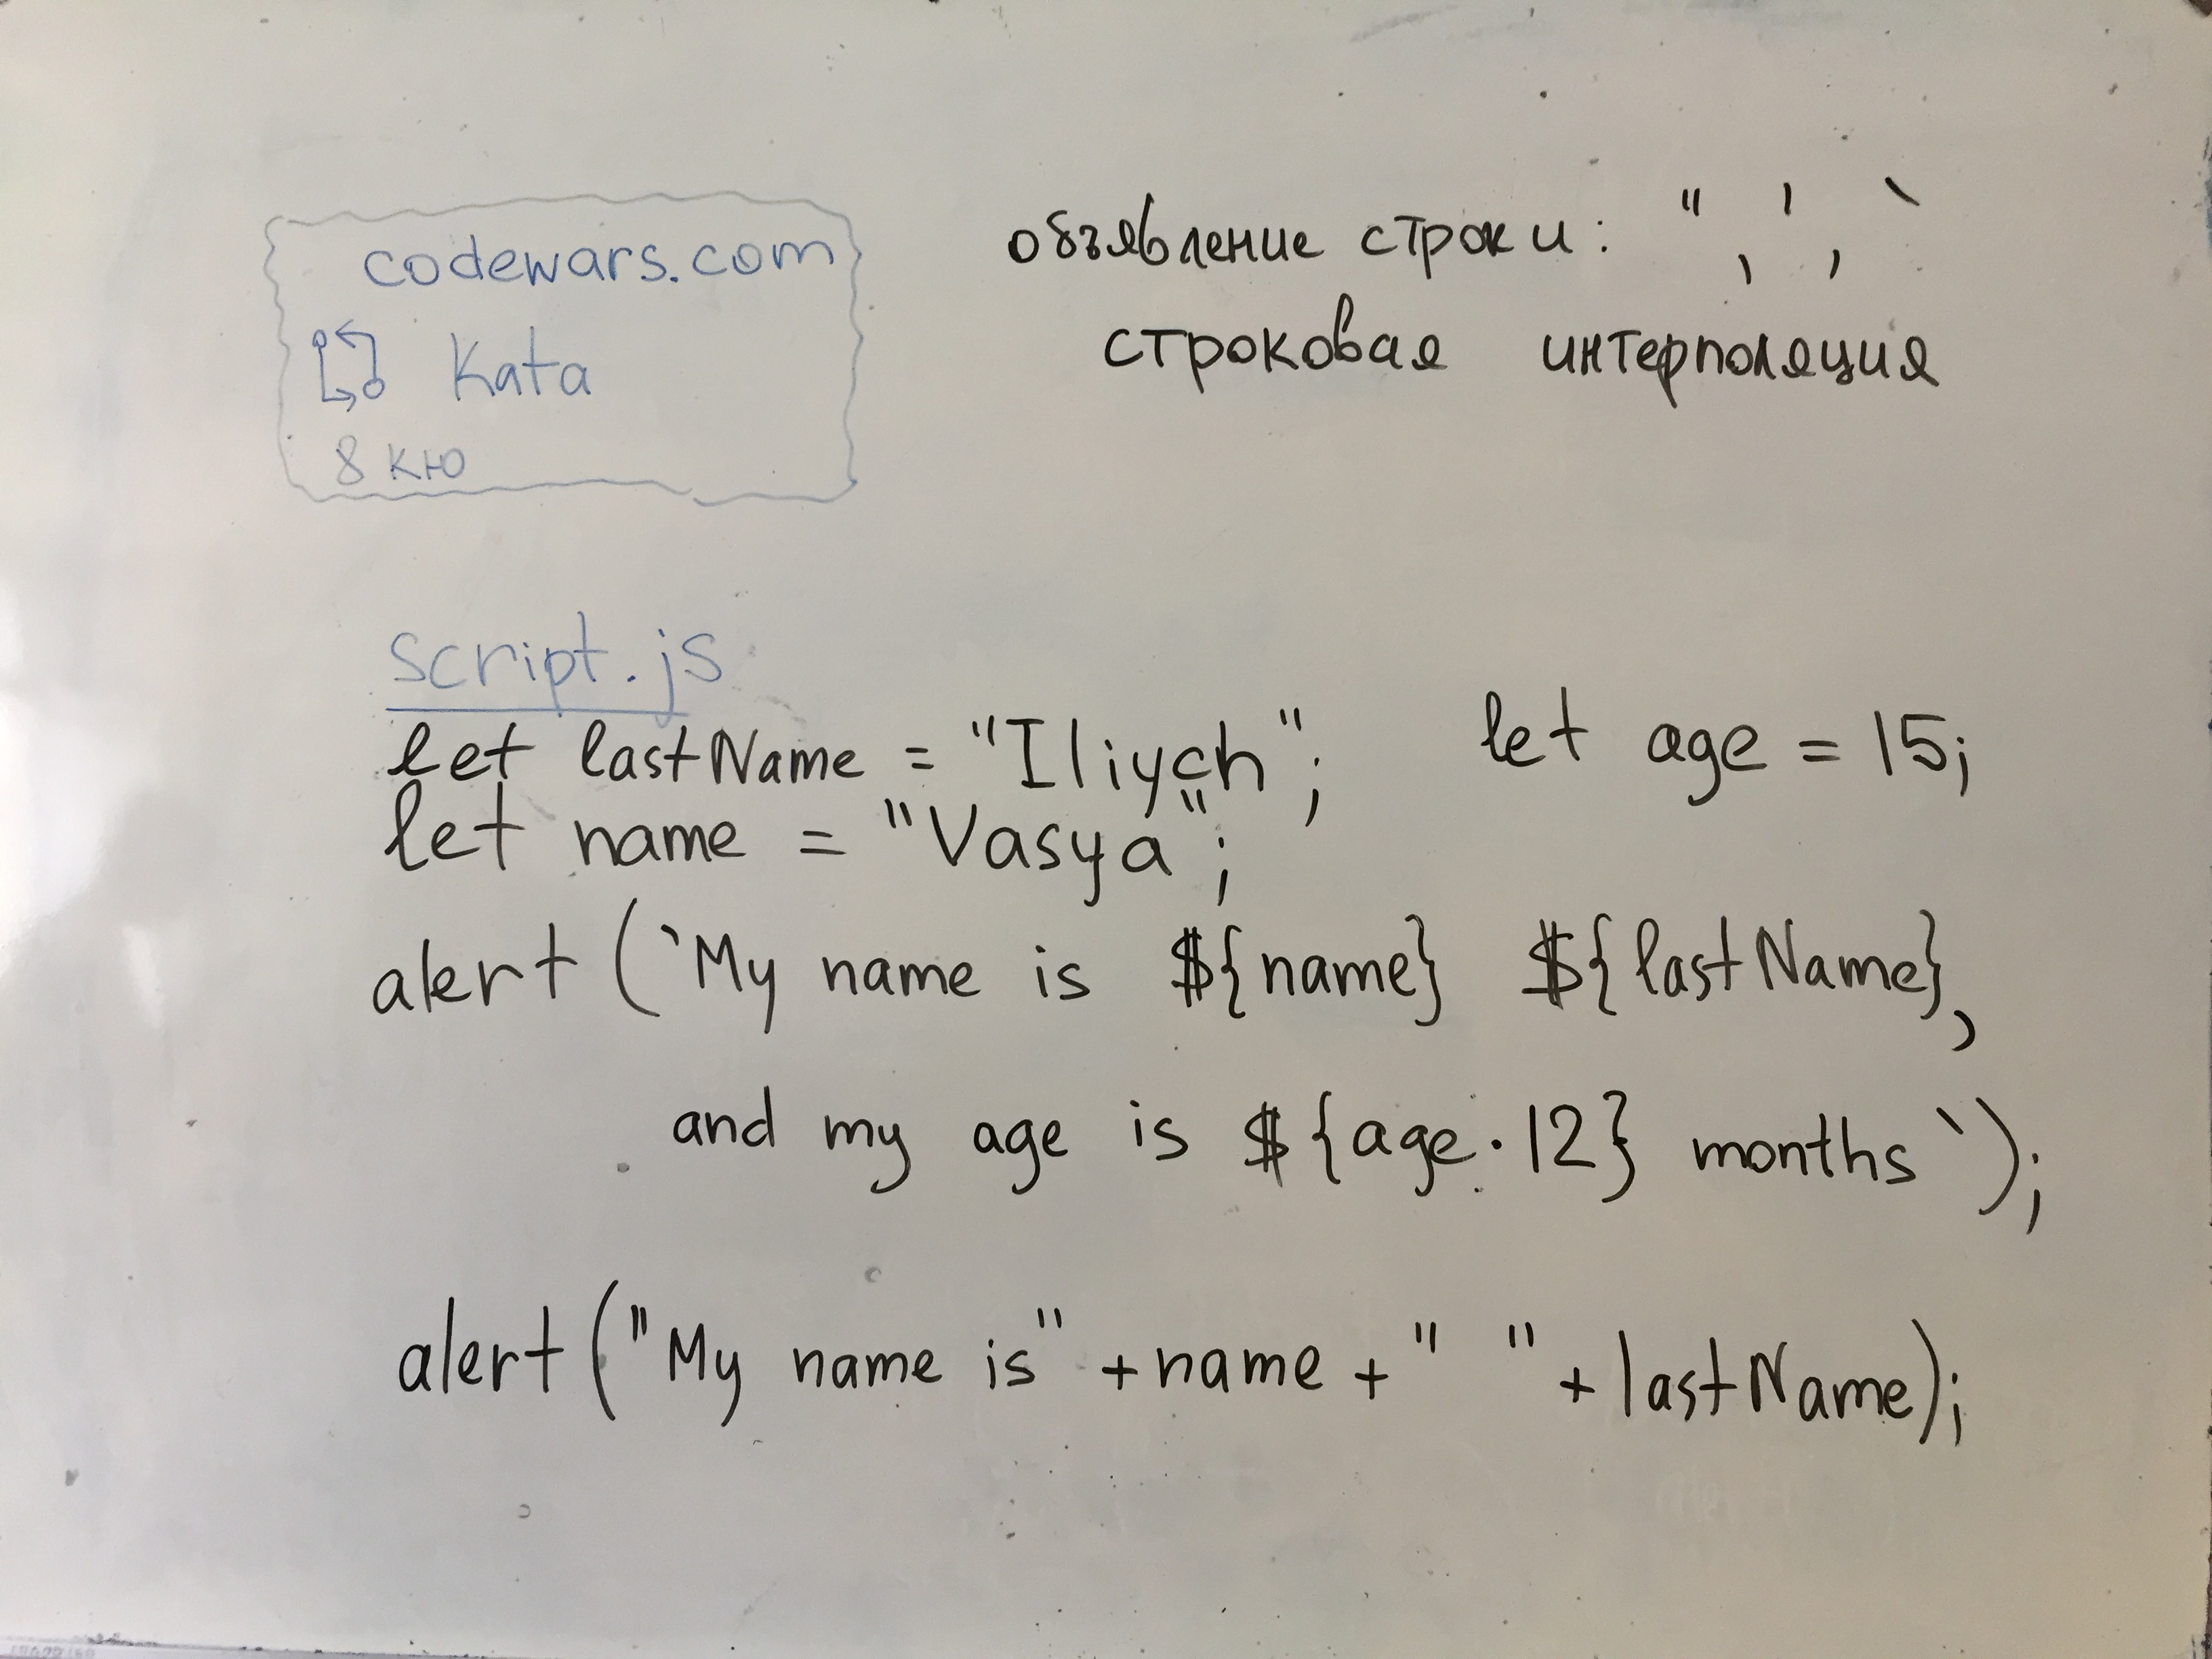 codewars.com
Kata
8 кю
объявление строки: ", ', `
строковая интерполяция
script.js
let lastName = "Iliych"; let age = 15;
let name = "Vasya";
alert (`My name is ${name} ${lastName},
and my age is ${age·12} months`);
alert ("My name is" + name + " " + lastName);